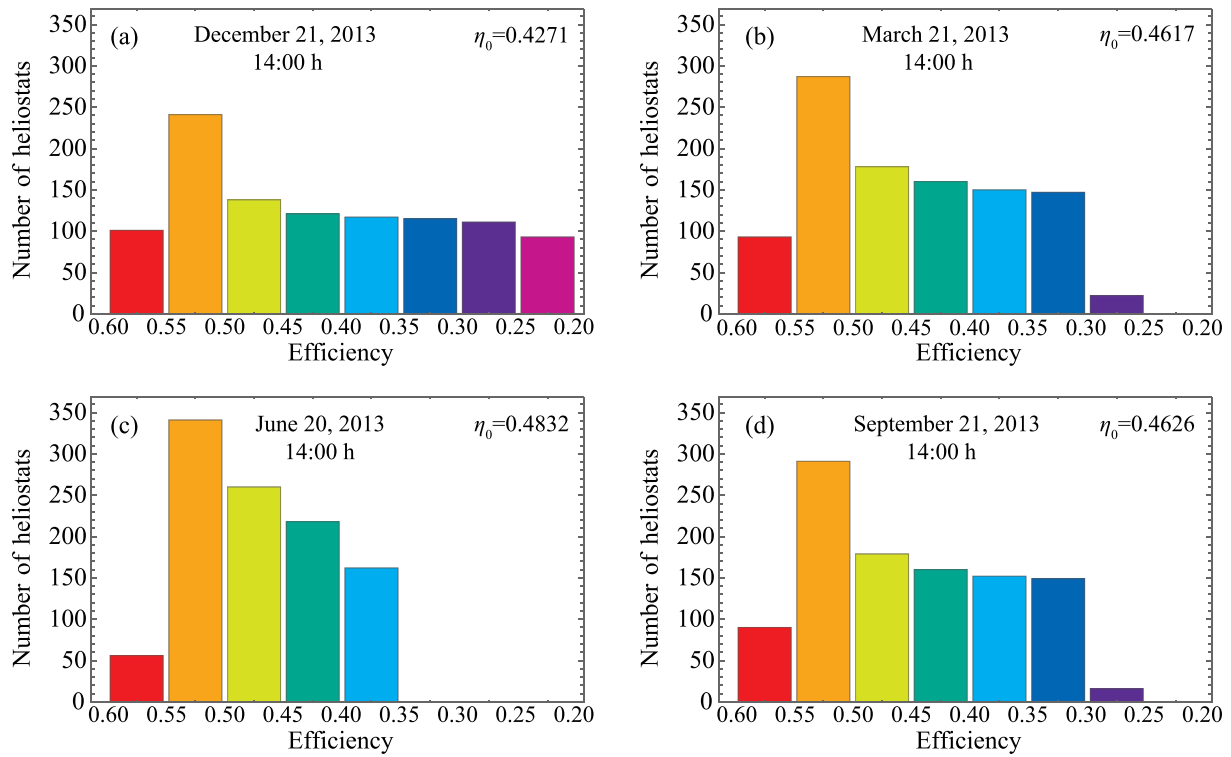 (a)
December 21, 2013
η0=0.4271
14:00 h
350
300
250
200
150
100
50
0
Number of heliostats
0.60 0.55 0.50 0.45 0.40 0.35 0.30 0.25 0.20
Efficiency
(b)
March 21, 2013
η0=0.4617
14:00 h
350
300
250
200
150
100
50
0
Number of heliostats
0.60 0.55 0.50 0.45 0.40 0.35 0.30 0.25 0.20
Efficiency
(c)
June 20, 2013
η0=0.4832
14:00 h
350
300
250
200
150
100
50
0
Number of heliostats
0.60 0.55 0.50 0.45 0.40 0.35 0.30 0.25 0.20
Efficiency
(d)
September 21, 2013
η0=0.4626
14:00 h
350
300
250
200
150
100
50
0
Number of heliostats
0.60 0.55 0.50 0.45 0.40 0.35 0.30 0.25 0.20
Efficiency